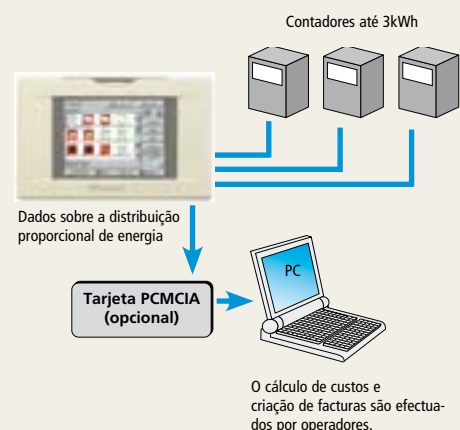 Contadores até 3kWh
Dados sobre a distribuição
proporcional de energia
Tarjeta PCMCIA
(opcional)
PC
O cálculo de custos e
criação de facturas são efectua-
dos por operadores.